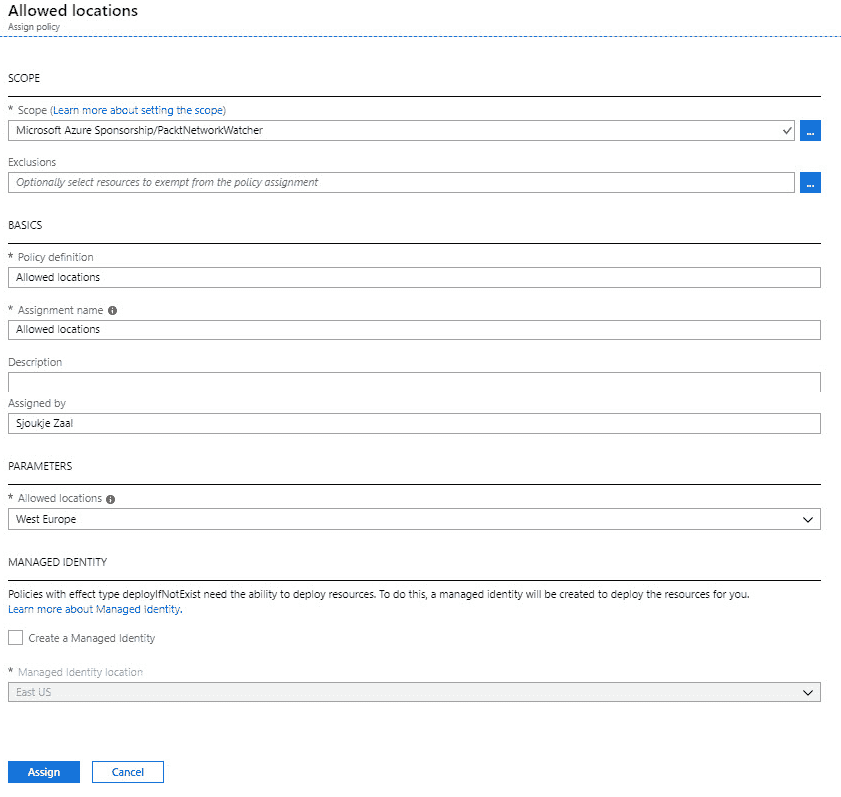 Allowed locations
Assign policy
SCOPE
* Scope (Learn more about setting the scope)
Microsoft Azure Sponsorship/PacktNetworkWatcher
...
Exclusions
Optionally select resources to exempt from the policy assignment
...
BASICS
* Policy definition
Allowed locations
* Assignment name
Allowed locations
Description
Assigned by
Sjoukje Zaal
PARAMETERS
* Allowed locations
West Europe
MANAGED IDENTITY
Policies with effect type deployIfNotExist need the ability to deploy resources. To do this, a managed identity will be created to deploy the resources for you.
Learn more about Managed Identity.
Create a Managed Identity
* Managed Identity location
East US
Assign Cancel